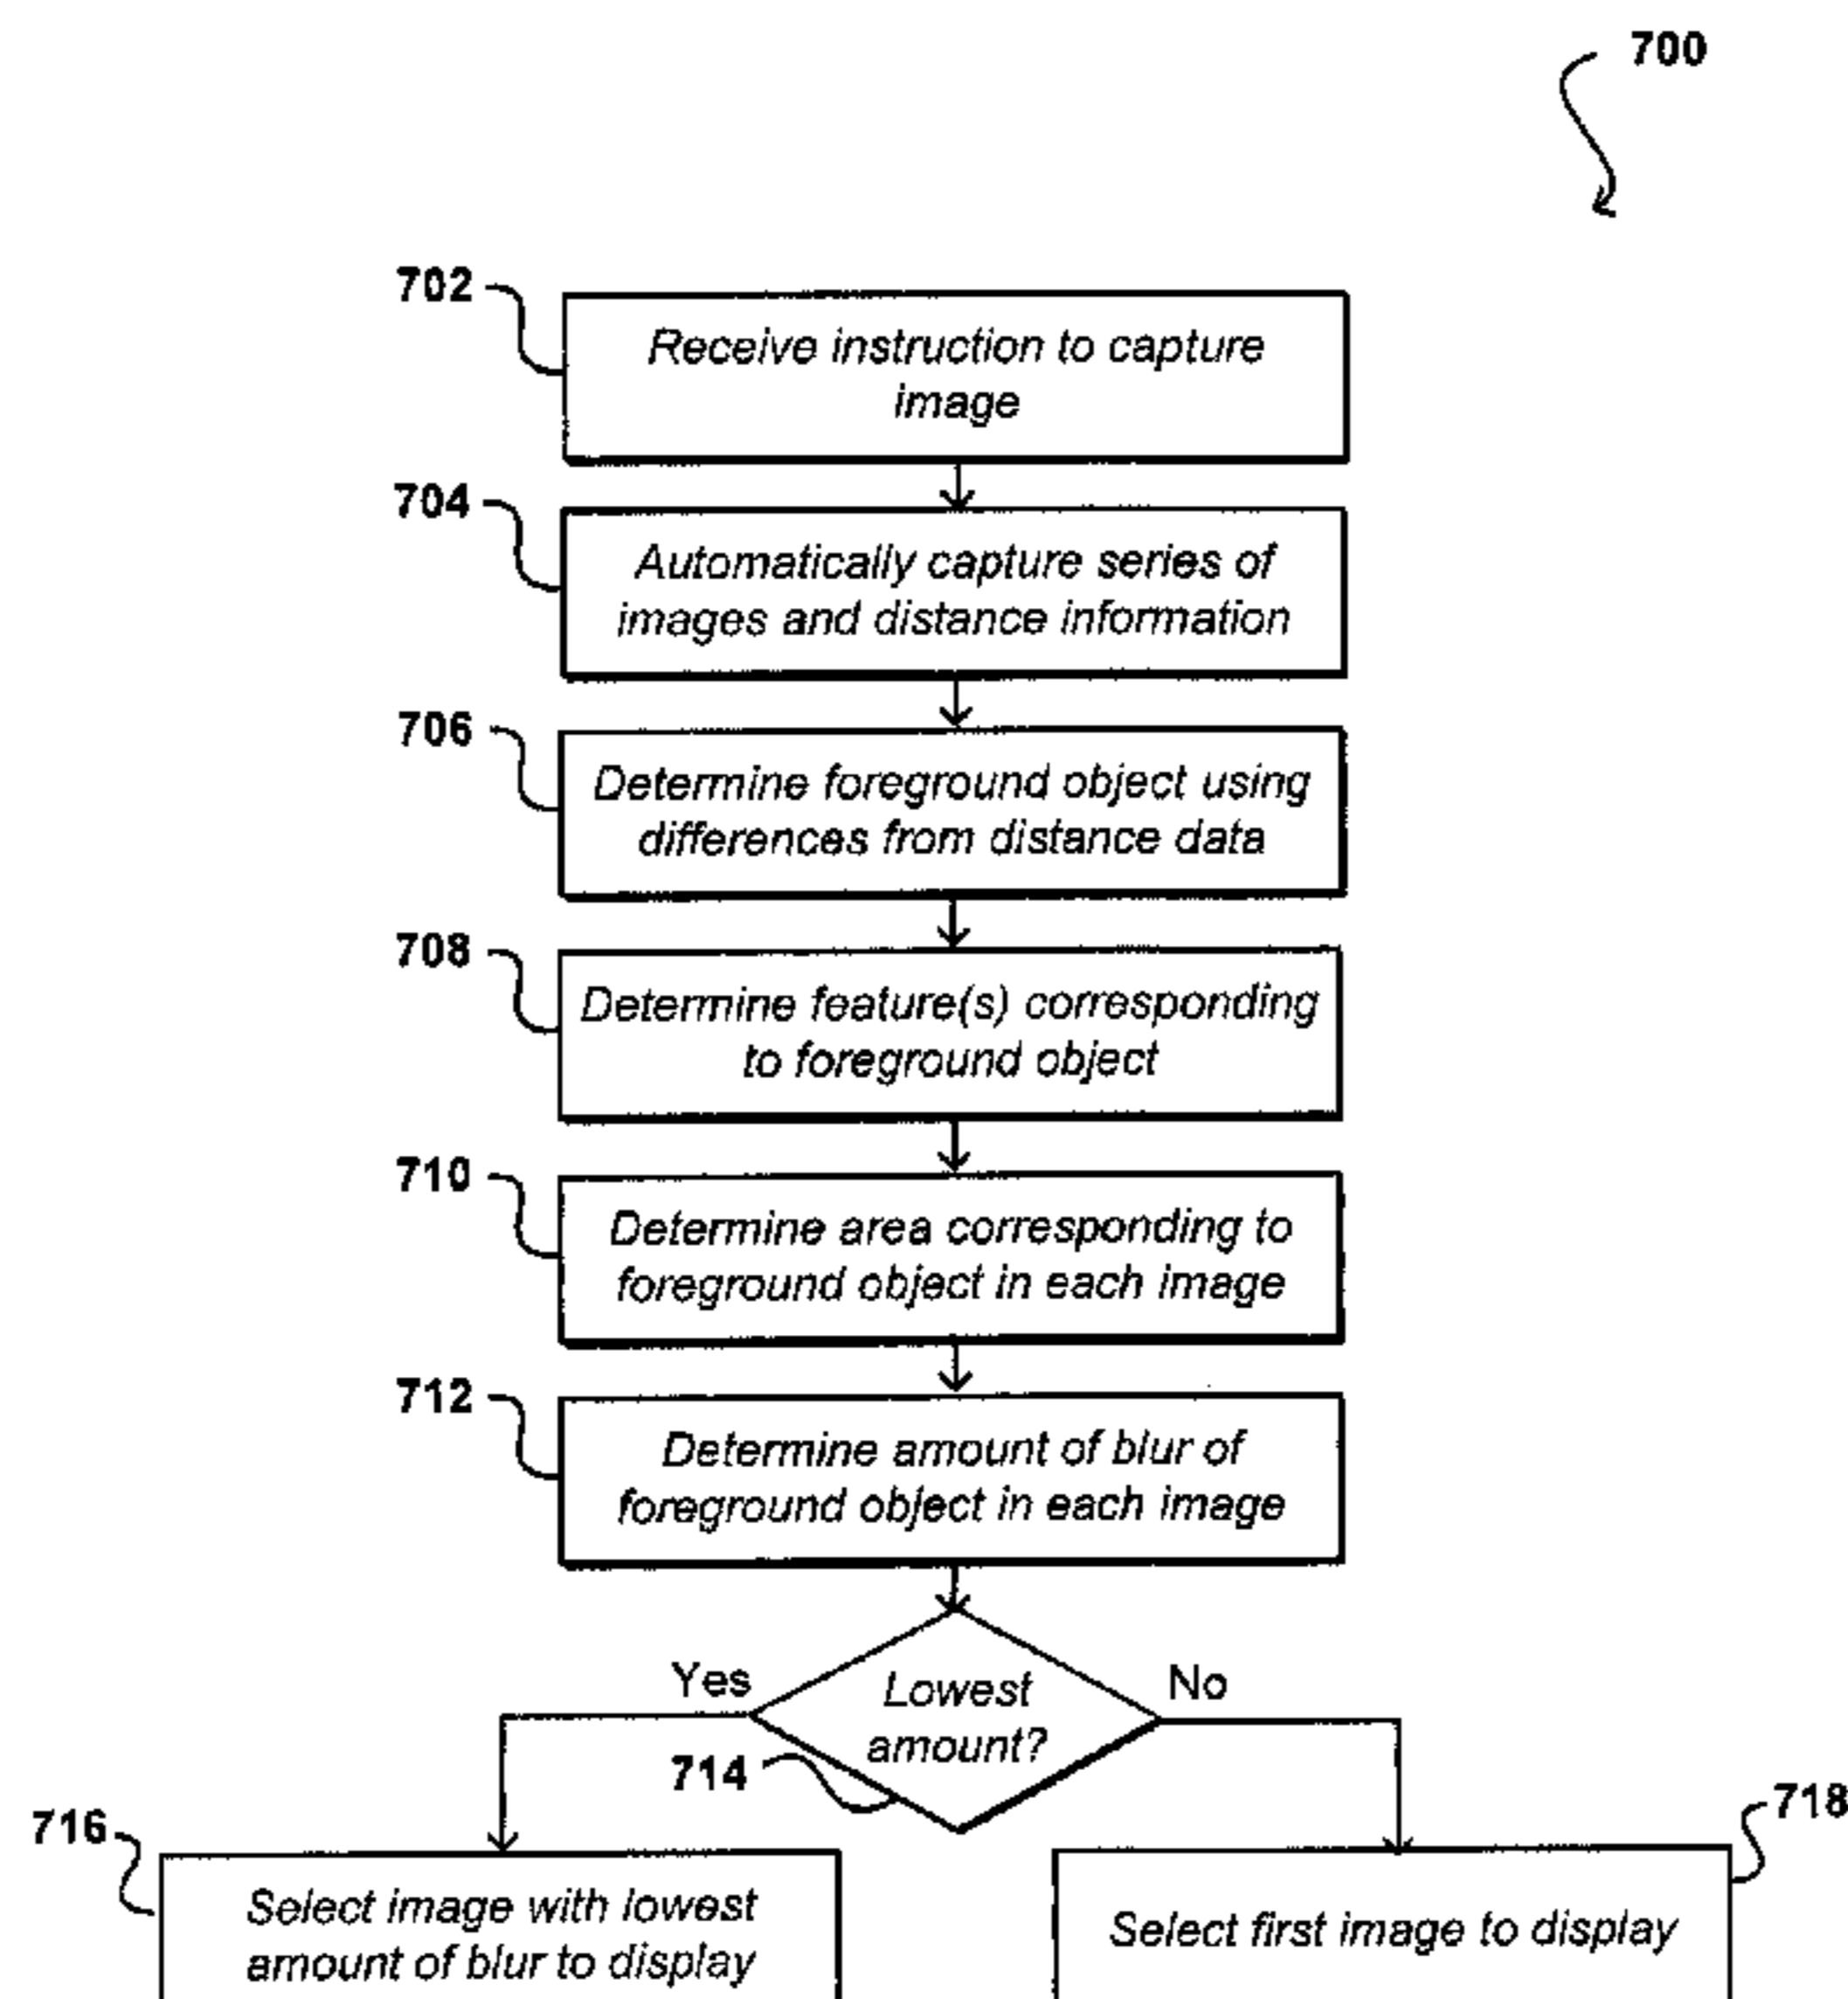 700
702
Receive instruction to capture
image
704
Automatically capture series of
images and distance information
706
Determine foreground object using
differences from distance data
708
Determine feature(s) corresponding
to foreground object
710
Determine area corresponding to
foreground object in each image
712
Determine amount of blur of
foreground object in each image
Yes
Lowest
amount?
No
714
716
Select image with lowest
amount of blur to display
718
Select first image to display